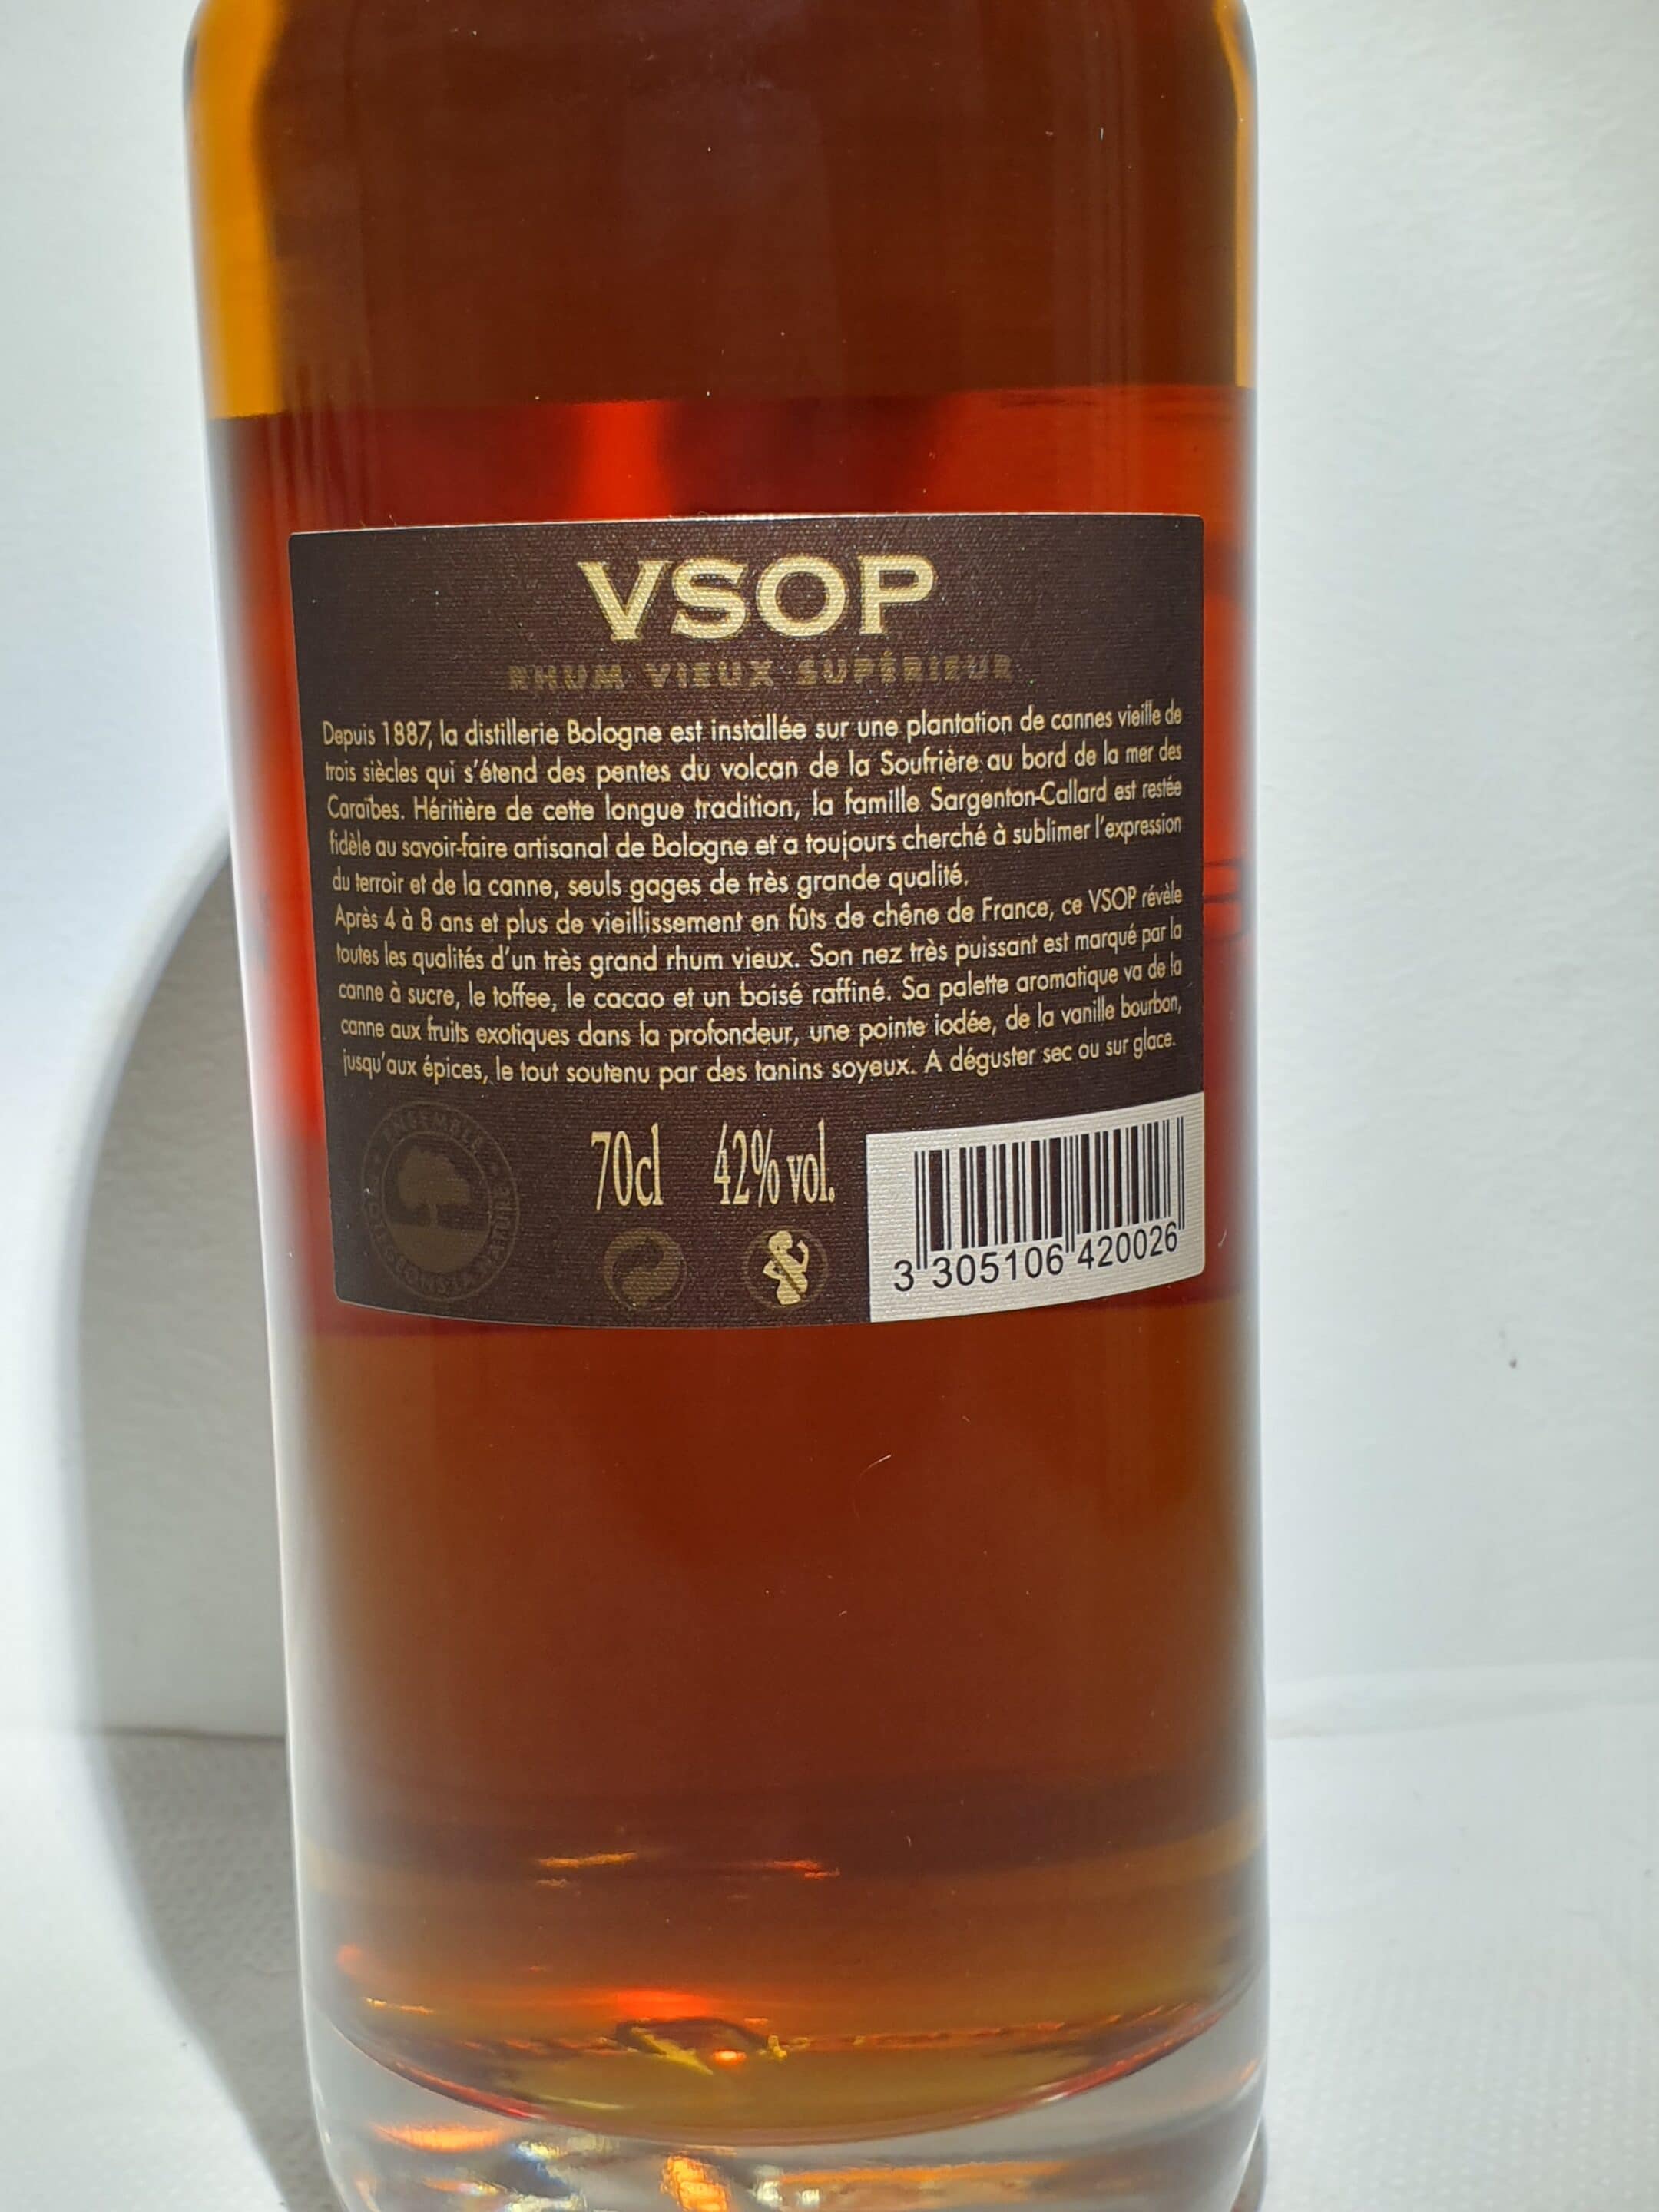 VSOP
RHUM VIEUX SUPÉRIEUR
Depuis 1887, la distillerie Bologne est installée sur une plantation de cannes vieille de
trois siècles qui s'étend des pentes du volcan de la Soufrière au bord de la mer des
Caraïbes. Héritière de cette longue tradition, la famille Sargenton-Callard est restée
fidèle au savoir-faire artisanal de Bologne et a toujours cherché à sublimer l'expression
du terroir et de la canne, seuls gages de très grande qualité.
Après 4 à 8 ans et plus de vieillissement en fûts de chêne de France, ce VSOP révèle
toutes les qualités d'un très grand rhum vieux. Son nez très puissant est marqué par la
canne à sucre, le toffee, le cacao et un boisé raffiné. Sa palette aromatique va de la
canne aux fruits exotiques dans la profondeur, une pointe iodée, de la vanille bourbon,
jusqu'aux épices, le tout soutenu par des tanins soyeux. A déguster sec ou sur glace.
ENSEMBLE
PROTÉGEONS LA NATURE
70cl 42% vol.
3 305106 420026